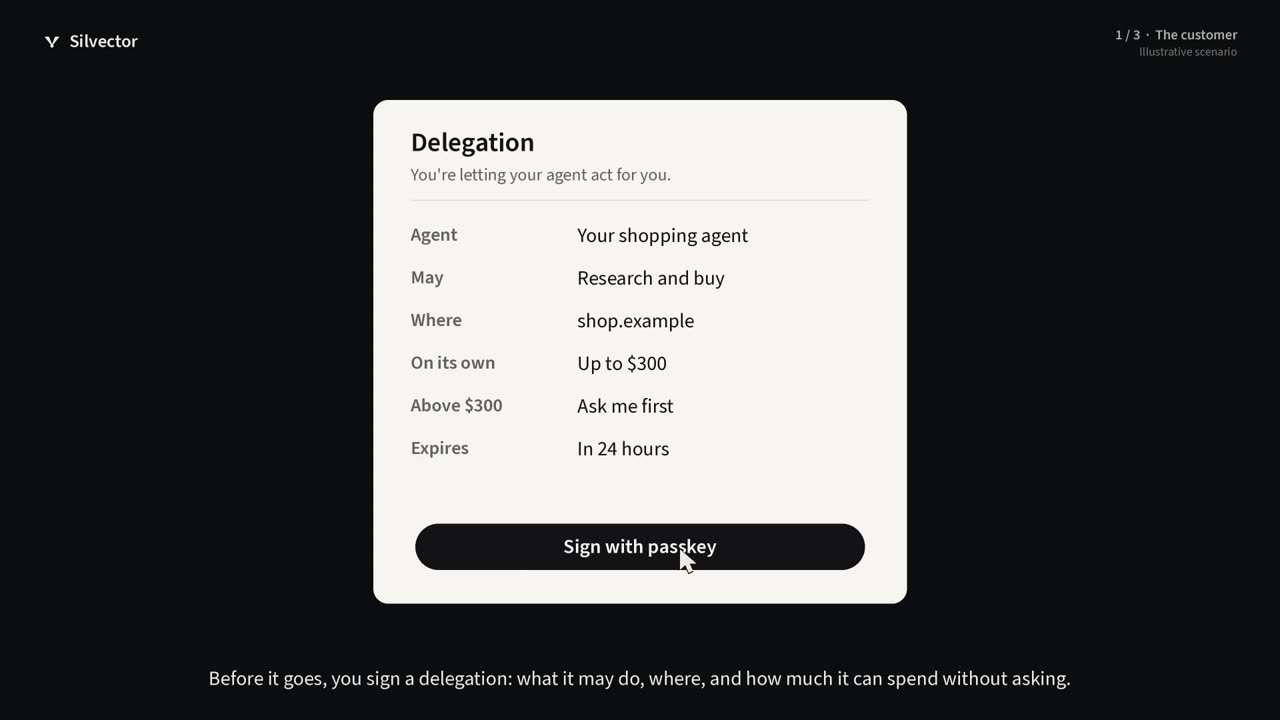 Silvector
1 / 3 · The customer
Illustrative scenario
Delegation
You're letting your agent act for you.
Agent Your shopping agent
May Research and buy
Where shop.example
On its own Up to $300
Above $300 Ask me first
Expires In 24 hours
Sign with passkey
Before it goes, you sign a delegation: what it may do, where, and how much it can spend without asking.